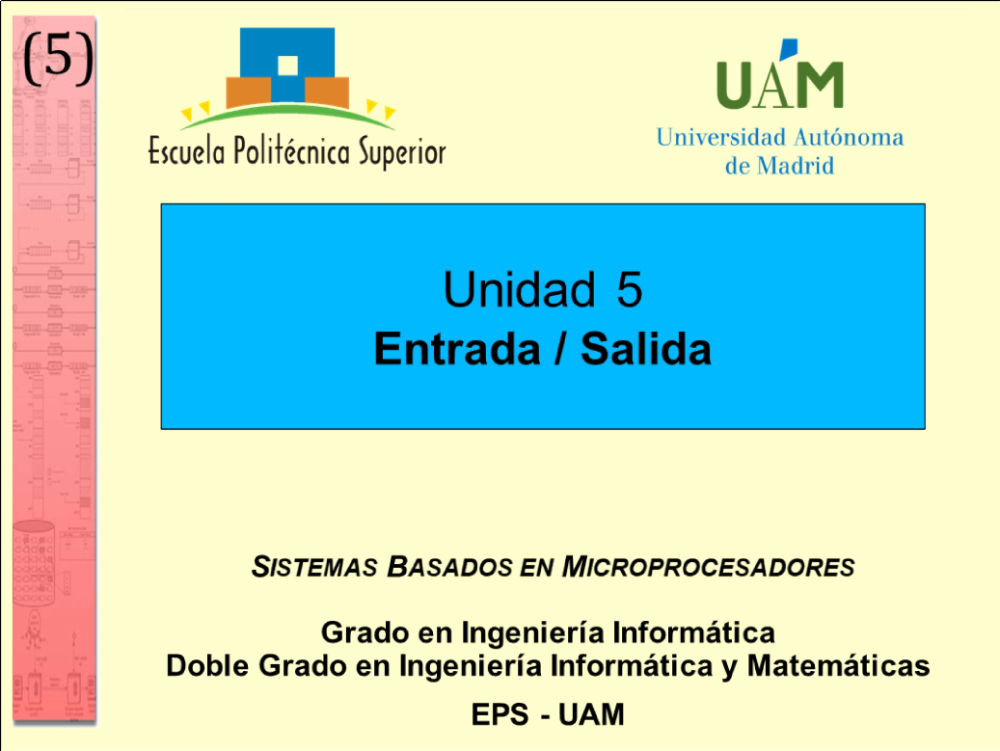 (5)
Escuela Politécnica Superior
UAM
Universidad Autónoma
de Madrid
Unidad 5
Entrada / Salida
SISTEMAS BASADOS EN MICROPROCESADORES
Grado en Ingeniería Informática
Doble Grado en Ingeniería Informática y Matemáticas
EPS - UAM